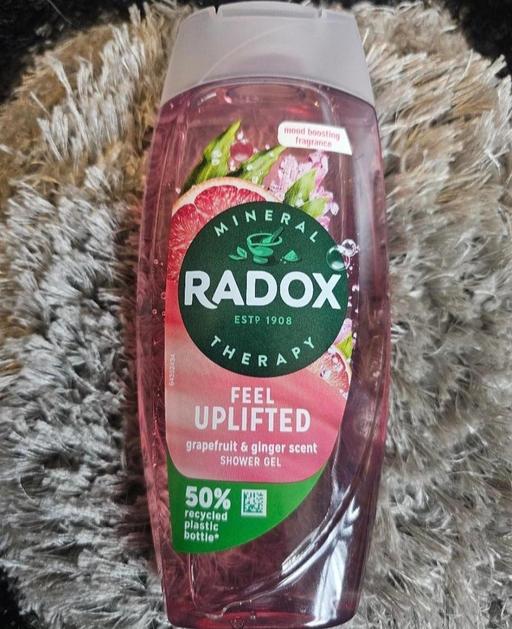 mood boosting
fragrance
MINERAL
RADOX
ESTP 1908
THERAPY
FEEL
UPLIFTED
grapefruit & ginger scent
SHOWER GEL
50%
recycled
plastic
bottle*